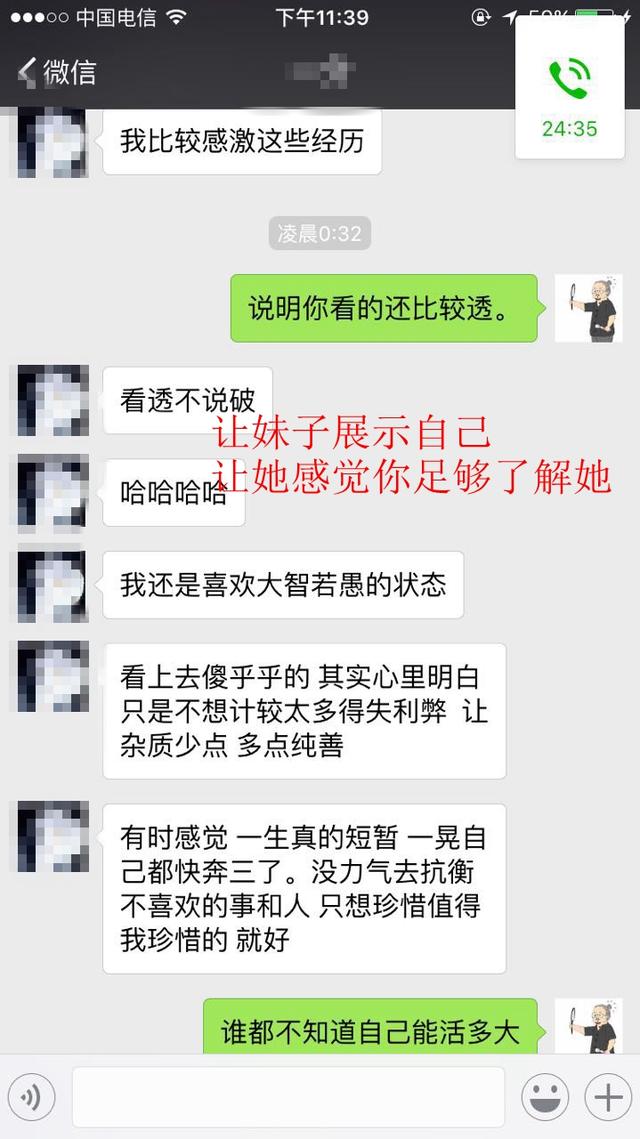 中国电信
下午11:39
59%
微信
24:35
我比较感激这些经历
凌晨0:32
说明你看的还比较透。
看透不说破
让妹子展示自己
让她感觉你足够了解她
哈哈哈哈
我还是喜欢大智若愚的状态
看上去傻乎乎的 其实心里明白
只是不想计较太多得失利弊 让
杂质少点 多点纯善
有时感觉 一生真的短暂 一晃自
己都快奔三了。没力气去抗衡
不喜欢的事和人 只想珍惜值得
我珍惜的 就好
谁都不知道自己能活多大